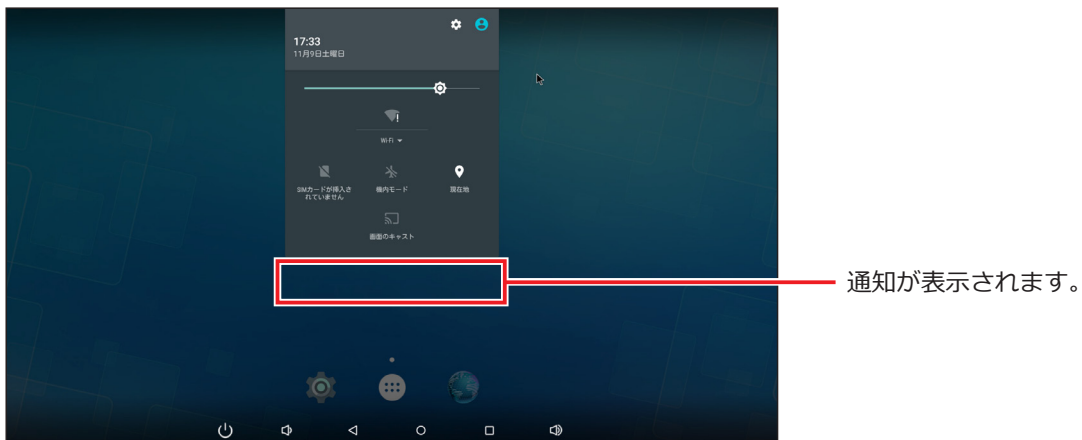 17:33
11月9日土曜日
Wi-Fi
SIMカードが挿入さ
れていません
機内モード
現在地
画面のキャスト
通知が表示されます。